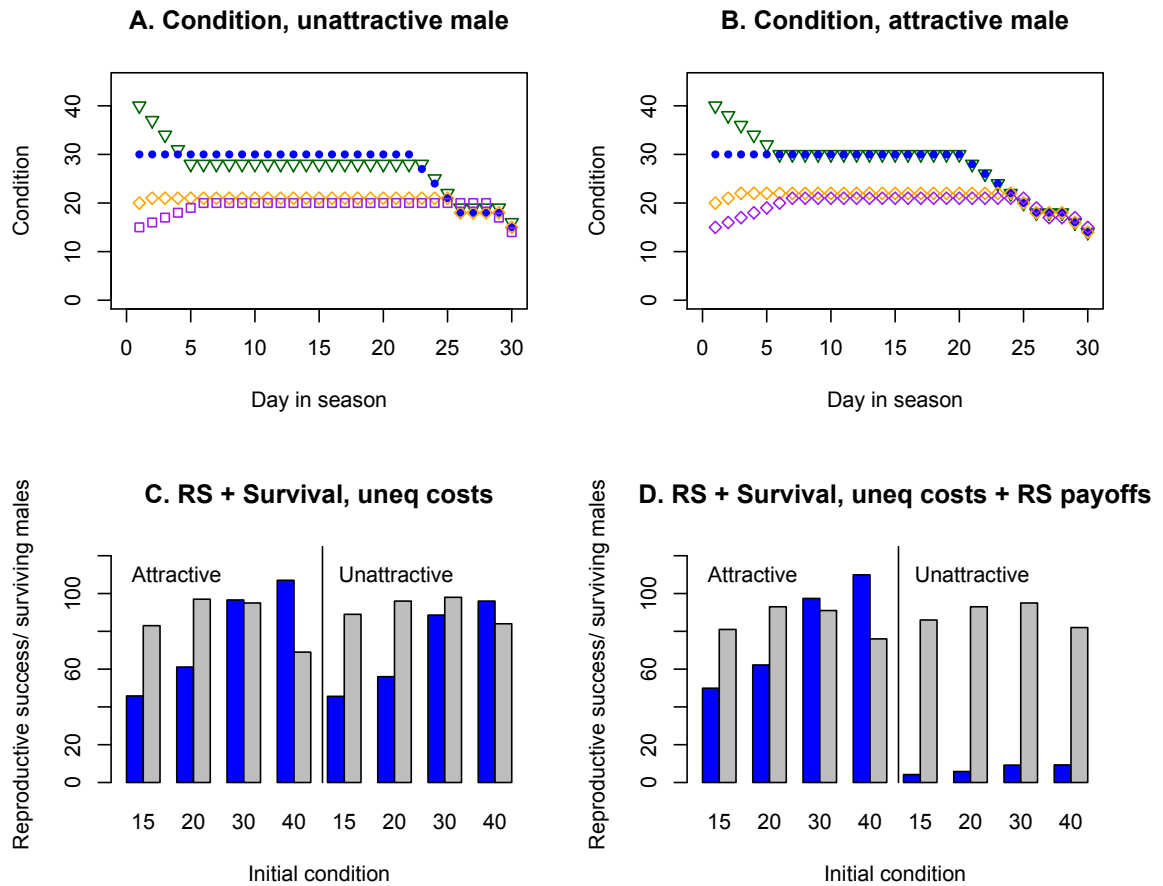 A. Condition, unattractive male
Condition
0 10 20 30 40
0 5 10 15 20 25 30
Day in season
B. Condition, attractive male
Condition
0 10 20 30 40
0 5 10 15 20 25 30
Day in season
C. RS + Survival, uneq costs
Reproductive success/ surviving males
0 20 60 100
Attractive
Unattractive
15 20 30 40 15 20 30 40
Initial condition
D. RS + Survival, uneq costs + RS payoffs
Reproductive success/ surviving males
0 20 60 100
Attractive
Unattractive
15 20 30 40 15 20 30 40
Initial condition